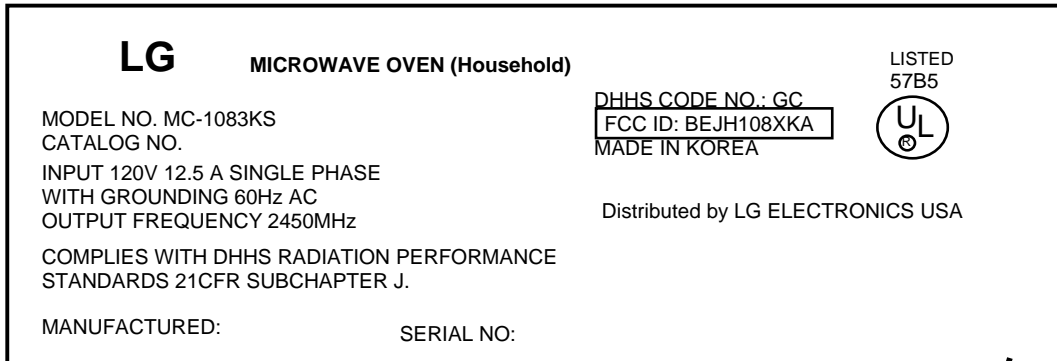 LG MICROWAVE OVEN (Household)
LISTED
57B5
UL
®
DHHS CODE NO.: GC
FCC ID: BEJH108XKA
MADE IN KOREA
MODEL NO. MC-1083KS
CATALOG NO.
INPUT 120V 12.5 A SINGLE PHASE
WITH GROUNDING 60Hz AC
OUTPUT FREQUENCY 2450MHz
Distributed by LG ELECTRONICS USA
COMPLIES WITH DHHS RADIATION PERFORMANCE
STANDARDS 21CFR SUBCHAPTER J.
MANUFACTURED: SERIAL NO: